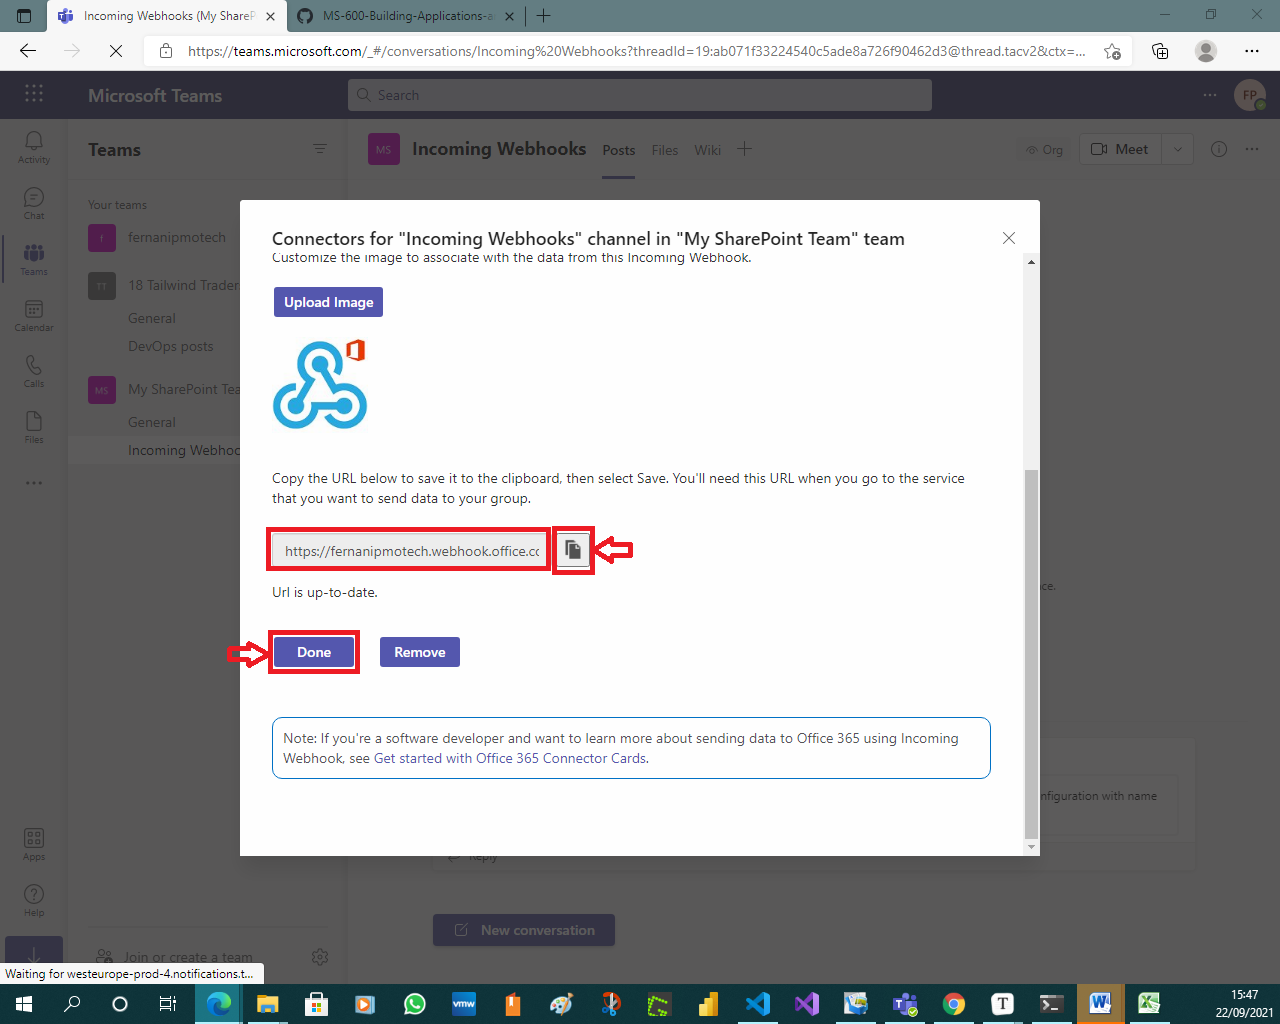 Incoming Webhooks (My ShareP
MS-600-Building-Applications-a
https://teams.microsoft.com/_#/conversations/Incoming%20Webhooks?threadId=19:ab071f33224540c5ade8a726f90462d3@thread.tacv2&ctx=...
Microsoft Teams
Search
FP
Activity
Chat
Teams
Calendar
Calls
Files
Apps
Help
Teams
Your teams
f
fernanipmotech
TT
18 Tailwind Trader
General
DevOps posts
MS
My SharePoint Tea
General
Incoming Webhoo
Join or create a team
MS
Incoming Webhooks
Posts
Files
Wiki
Org
Meet
Connectors for "Incoming Webhooks" channel in "My SharePoint Team" team
Customize the image to associate with the data from this Incoming Webhook.
Upload Image
Copy the URL below to save it to the clipboard, then select Save. You'll need this URL when you go to the service
that you want to send data to your group.
https://fernanipmotech.webhook.office.co
Url is up-to-date.
Done
Remove
Note: If you're a software developer and want to learn more about sending data to Office 365 using Incoming
Webhook, see Get started with Office 365 Connector Cards.
ce.
nfiguration with name
Reply
New conversation
Waiting for westeurope-prod-4.notifications.t...
vmw
T
15:47
22/09/2021